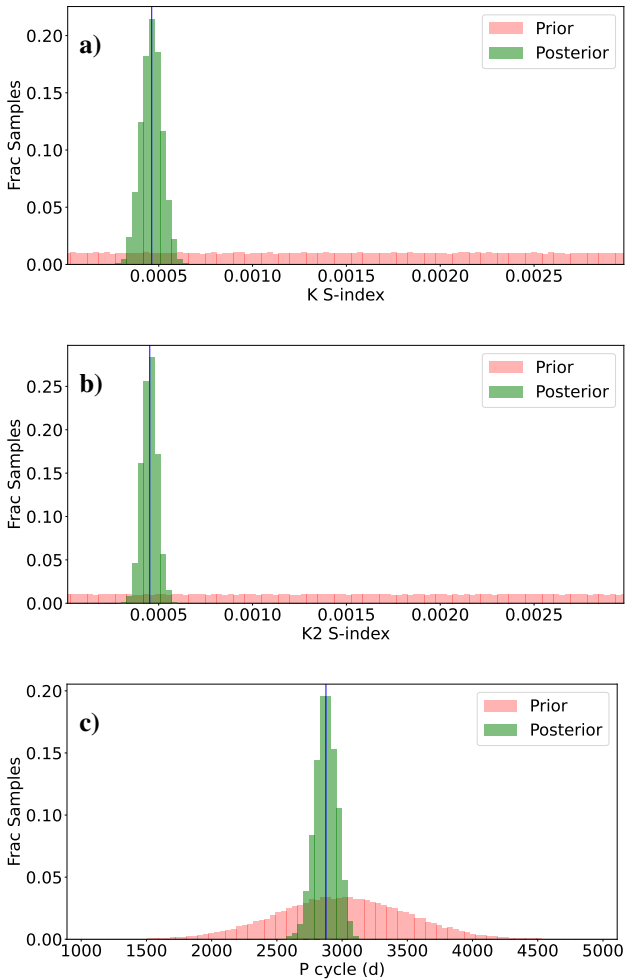 a)
Prior
Posterior
0.20
0.15
0.10
0.05
0.00
Frac Samples
0.0005 0.0010 0.0015 0.0020 0.0025
K S-index
b)
Prior
Posterior
0.25
0.20
0.15
0.10
0.05
0.00
Frac Samples
0.0005 0.0010 0.0015 0.0020 0.0025
K2 S-index
c)
Prior
Posterior
0.20
0.15
0.10
0.05
0.00
Frac Samples
1000 1500 2000 2500 3000 3500 4000 4500 5000
P cycle (d)